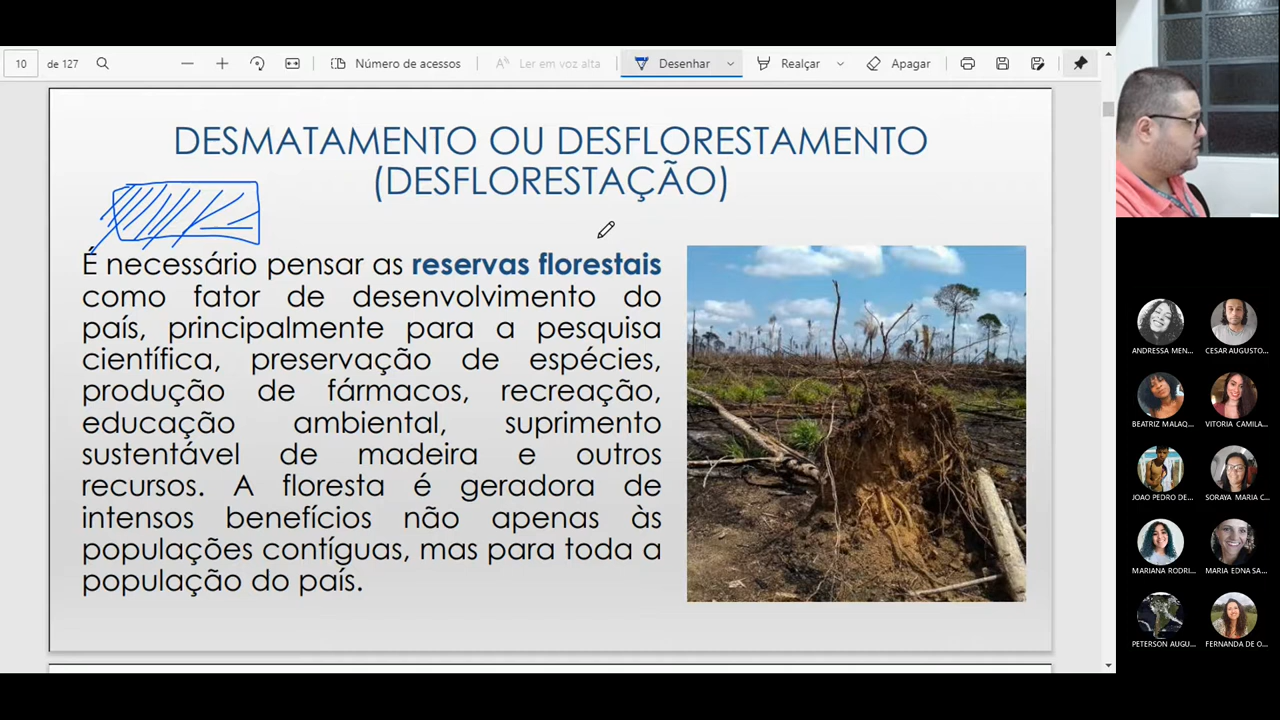 10 de 127 Número de acessos Ler em voz alta Desenhar Realçar Apagar
DESMATAMENTO OU DESFLORESTAMENTO
(DESFLORESTAÇÃO)
É necessário pensar as reservas florestais
como fator de desenvolvimento do
país, principalmente para a pesquisa
científica, preservação de espécies,
produção de fármacos, recreação,
educação ambiental, suprimento
sustentável de madeira e outros
recursos. A floresta é geradora de
intensos benefícios não apenas às
populações contíguas, mas para toda a
população do país.
ANDRESSA MEN... CESAR AUGUSTO...
BEATRIZ MALAQ... VITORIA CAMILA...
JOAO PEDRO DE... SORAYA MARIA C...
MARIANA RODRI... MARIA EDNA SA...
PETERSON AUGU... FERNANDA DE O...